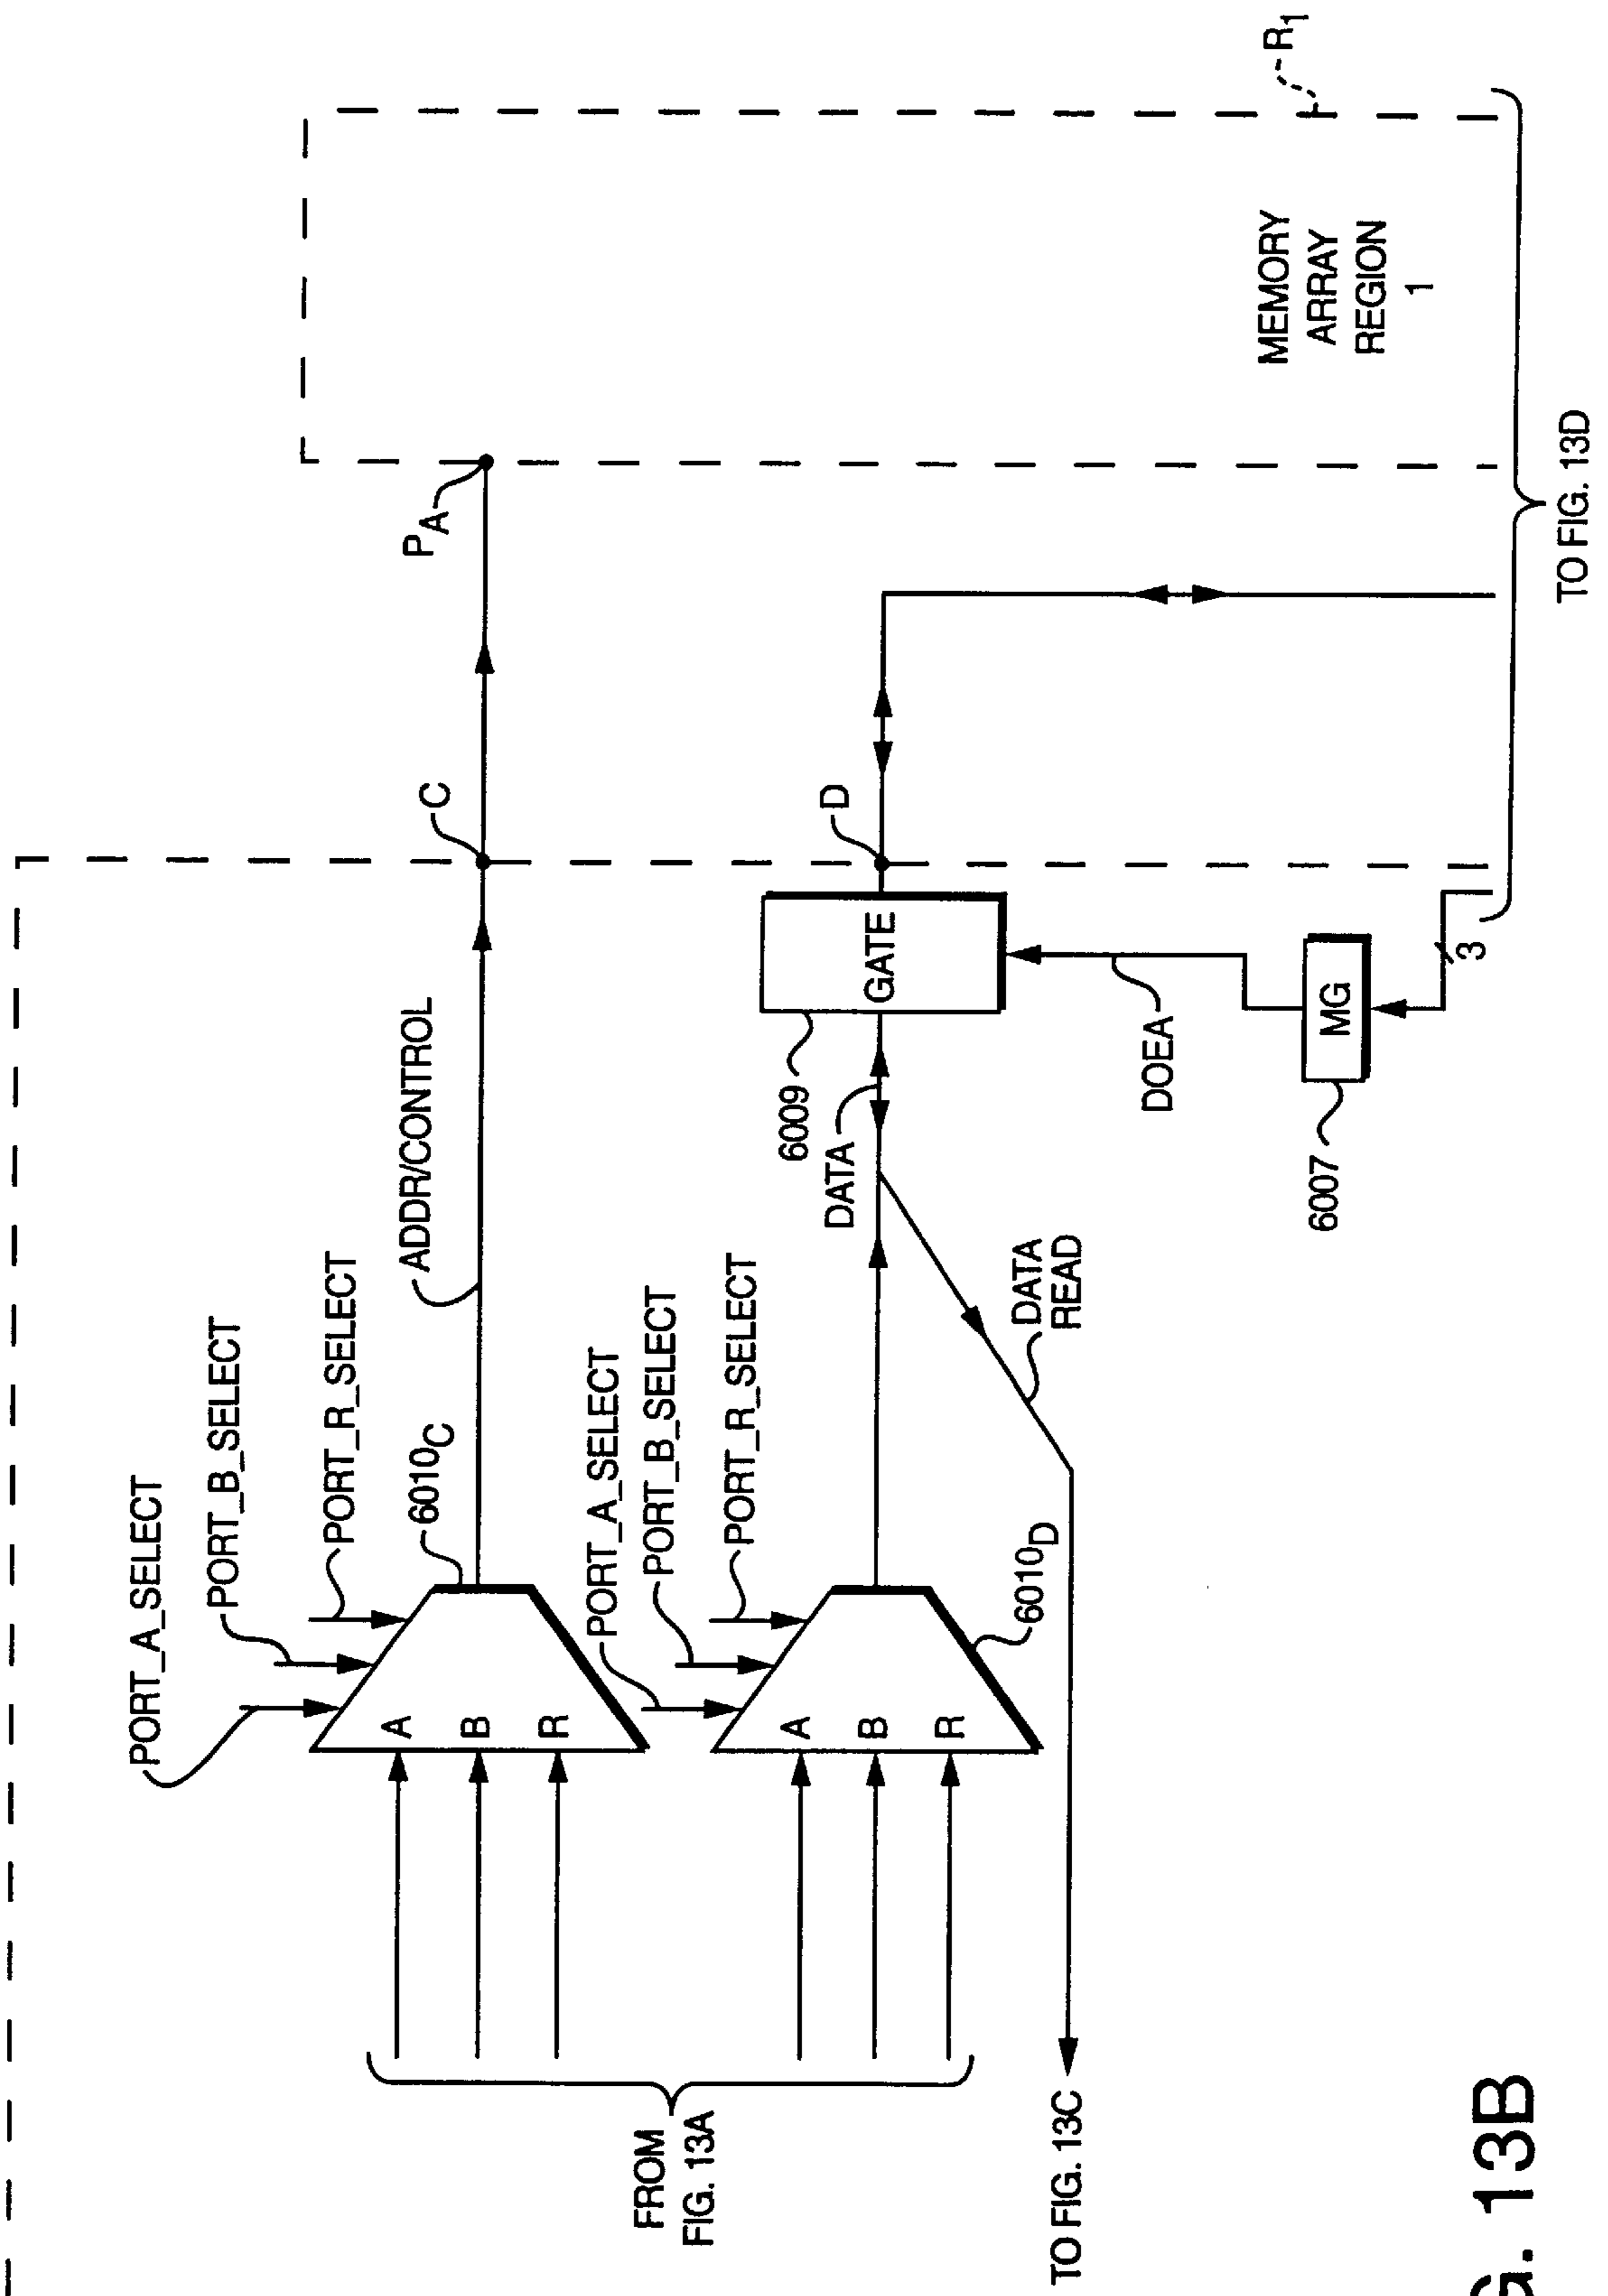 PORT_A_SELECT
PORT_B_SELECT
PORT_R_SELECT
6010C
ADDR/CONTROL
C
PA
A
B
R
FROM
FIG. 13A
PORT_A_SELECT
PORT_B_SELECT
PORT_R_SELECT
A
B
R
6010D
DATA
6009
GATE
D
DATA
READ
TO FIG. 13C
DOEA
6007
MG
3
MEMORY
ARRAY
REGION
1
R1
TO FIG. 13D
G. 13B